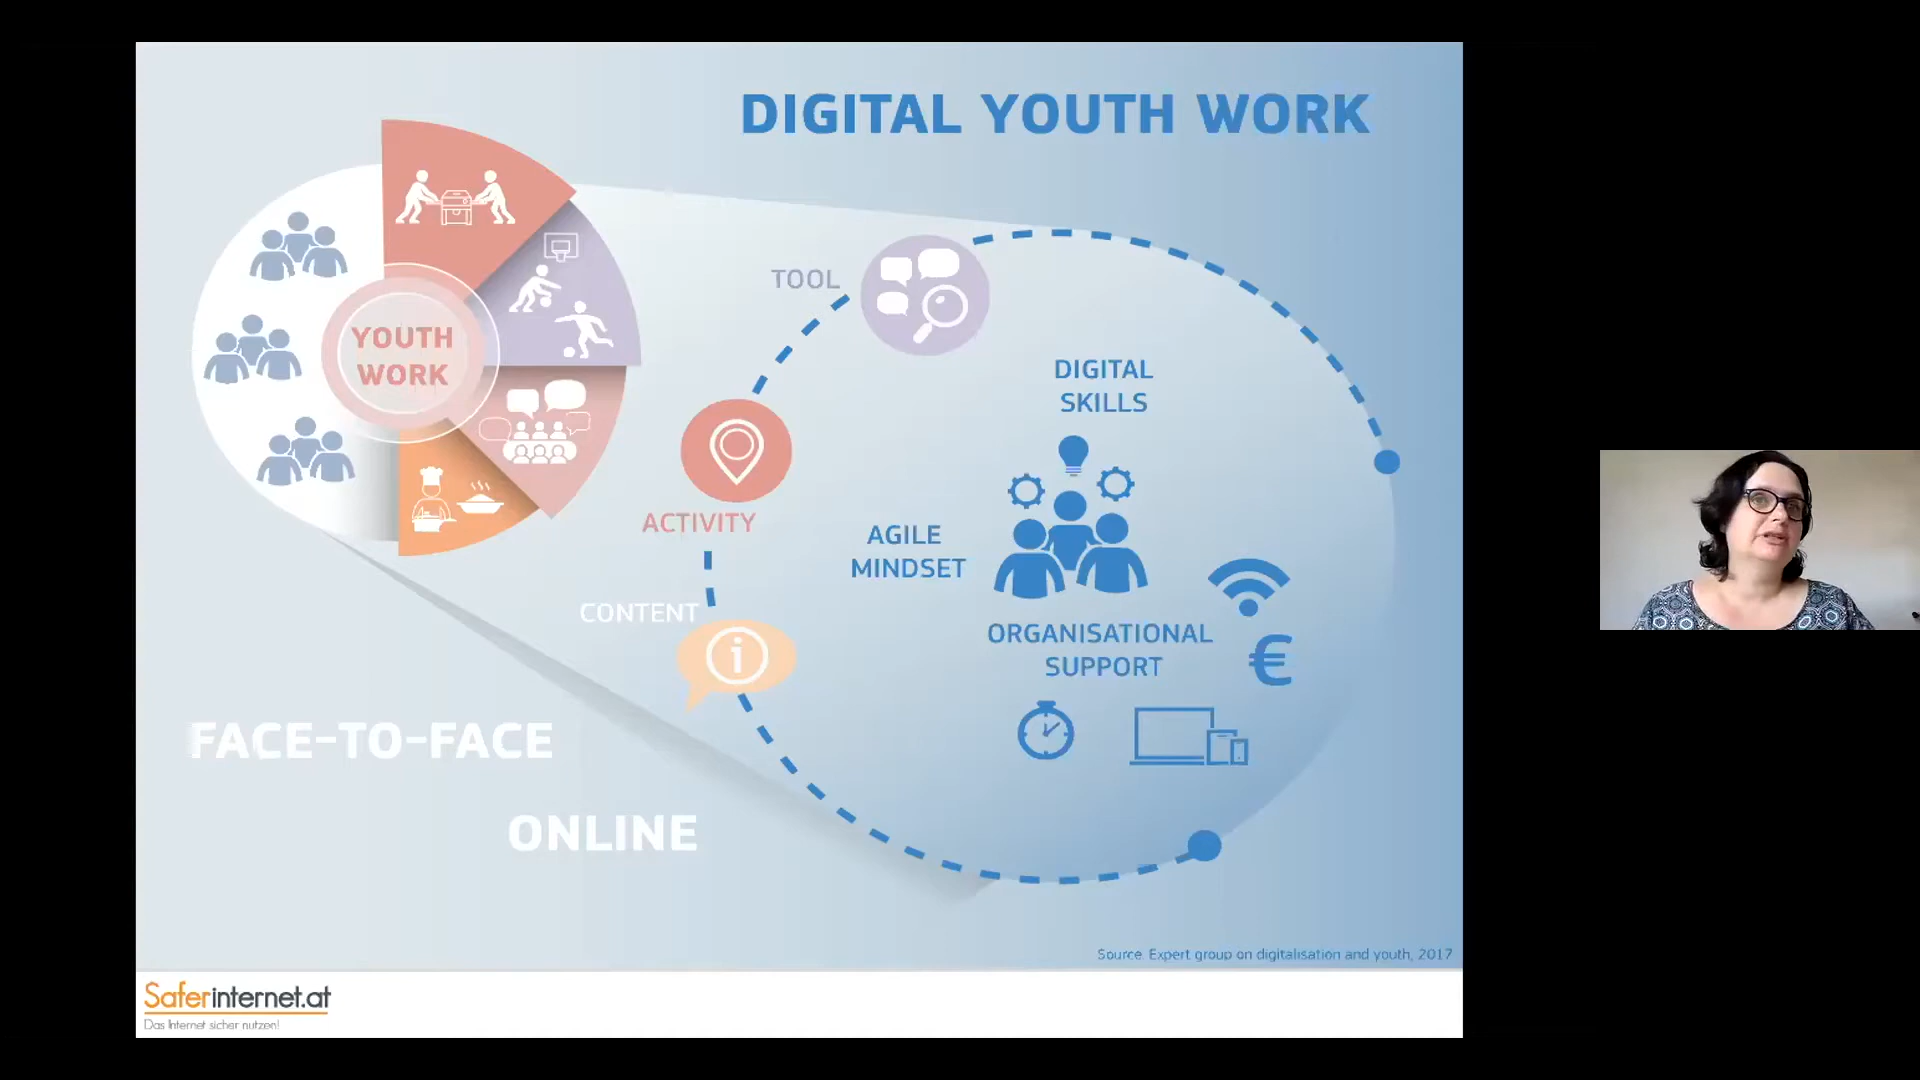 DIGITAL YOUTH WORK
YOUTH
WORK
TOOL
ACTIVITY
CONTENT
i
DIGITAL
SKILLS
AGILE
MINDSET
ORGANISATIONAL
SUPPORT
€
FACE-TO-FACE
ONLINE
Source: Expert group on digitalisation and youth, 2017
Saferinternet.at
Das Internet sicher nutzen!